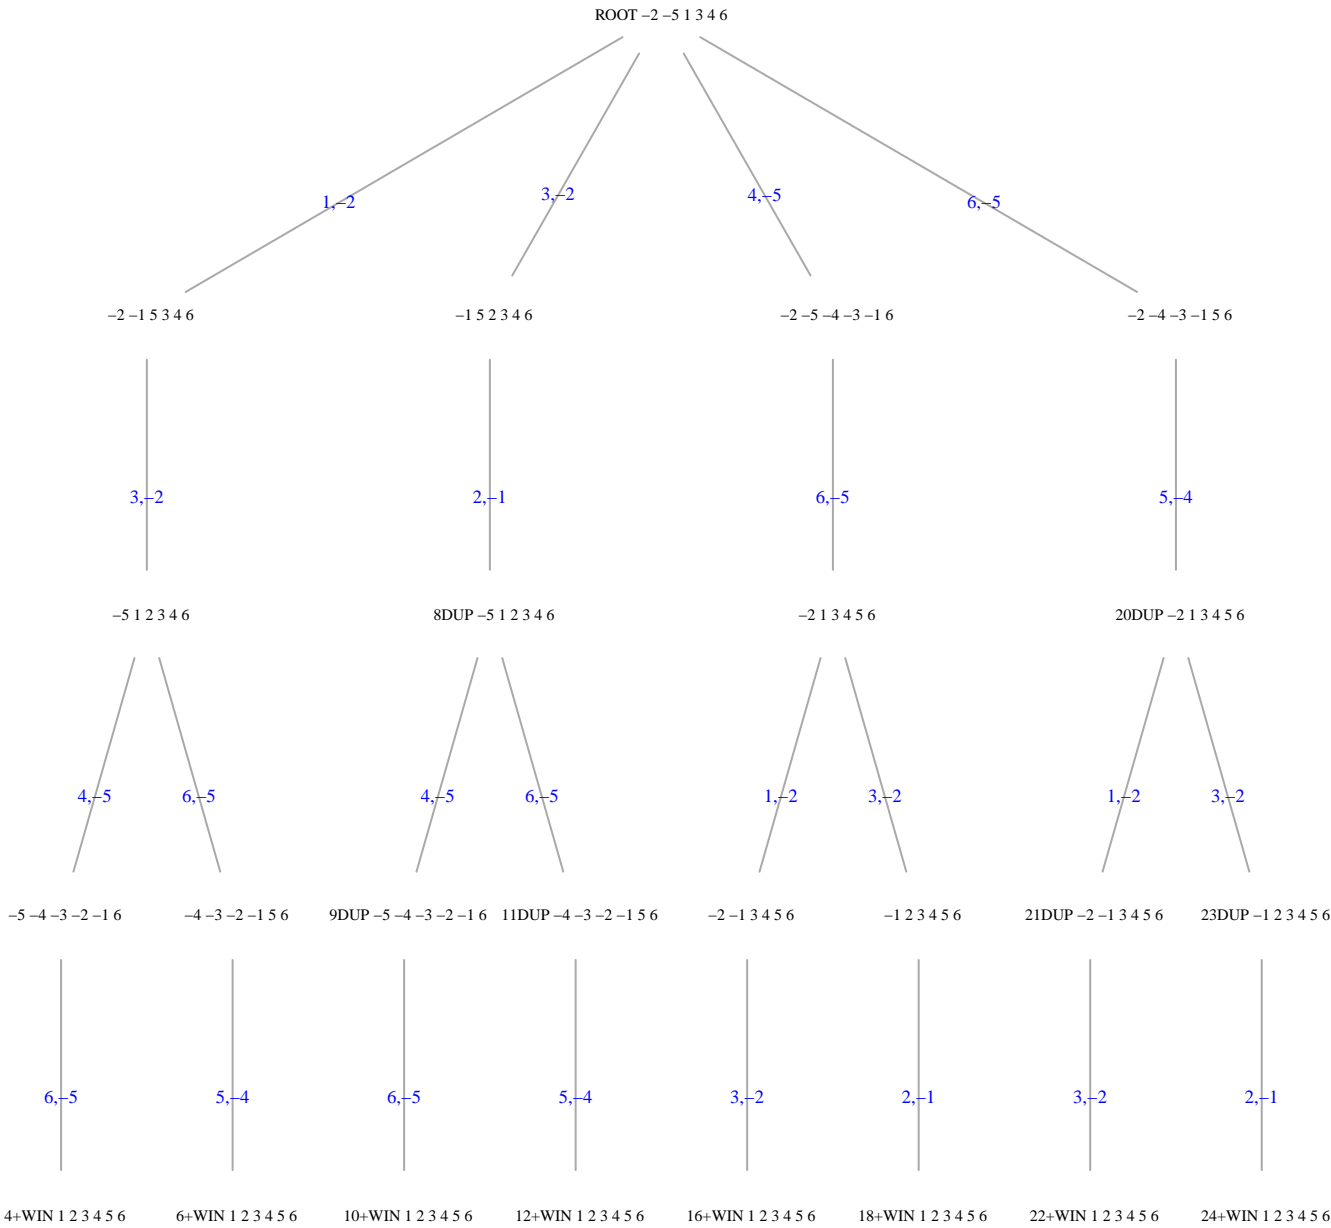 ROOT −2 −5 1 3 4 6
1,−2
3,−2
4,−5
6,−5
−2 −1 5 3 4 6
−1 5 2 3 4 6
−2 −5 −4 −3 −1 6
−2 −4 −3 −1 5 6
3,−2
2,−1
6,−5
5,−4
−5 1 2 3 4 6
8DUP −5 1 2 3 4 6
−2 1 3 4 5 6
20DUP −2 1 3 4 5 6
4,−5
6,−5
4,−5
6,−5
1,−2
3,−2
1,−2
3,−2
−5 −4 −3 −2 −1 6
−4 −3 −2 −1 5 6
9DUP −5 −4 −3 −2 −1 6
11DUP −4 −3 −2 −1 5 6
−2 −1 3 4 5 6
−1 2 3 4 5 6
21DUP −2 −1 3 4 5 6
23DUP −1 2 3 4 5 6
6,−5
5,−4
6,−5
5,−4
3,−2
2,−1
3,−2
2,−1
4+WIN 1 2 3 4 5 6
6+WIN 1 2 3 4 5 6
10+WIN 1 2 3 4 5 6
12+WIN 1 2 3 4 5 6
16+WIN 1 2 3 4 5 6
18+WIN 1 2 3 4 5 6
22+WIN 1 2 3 4 5 6
24+WIN 1 2 3 4 5 6